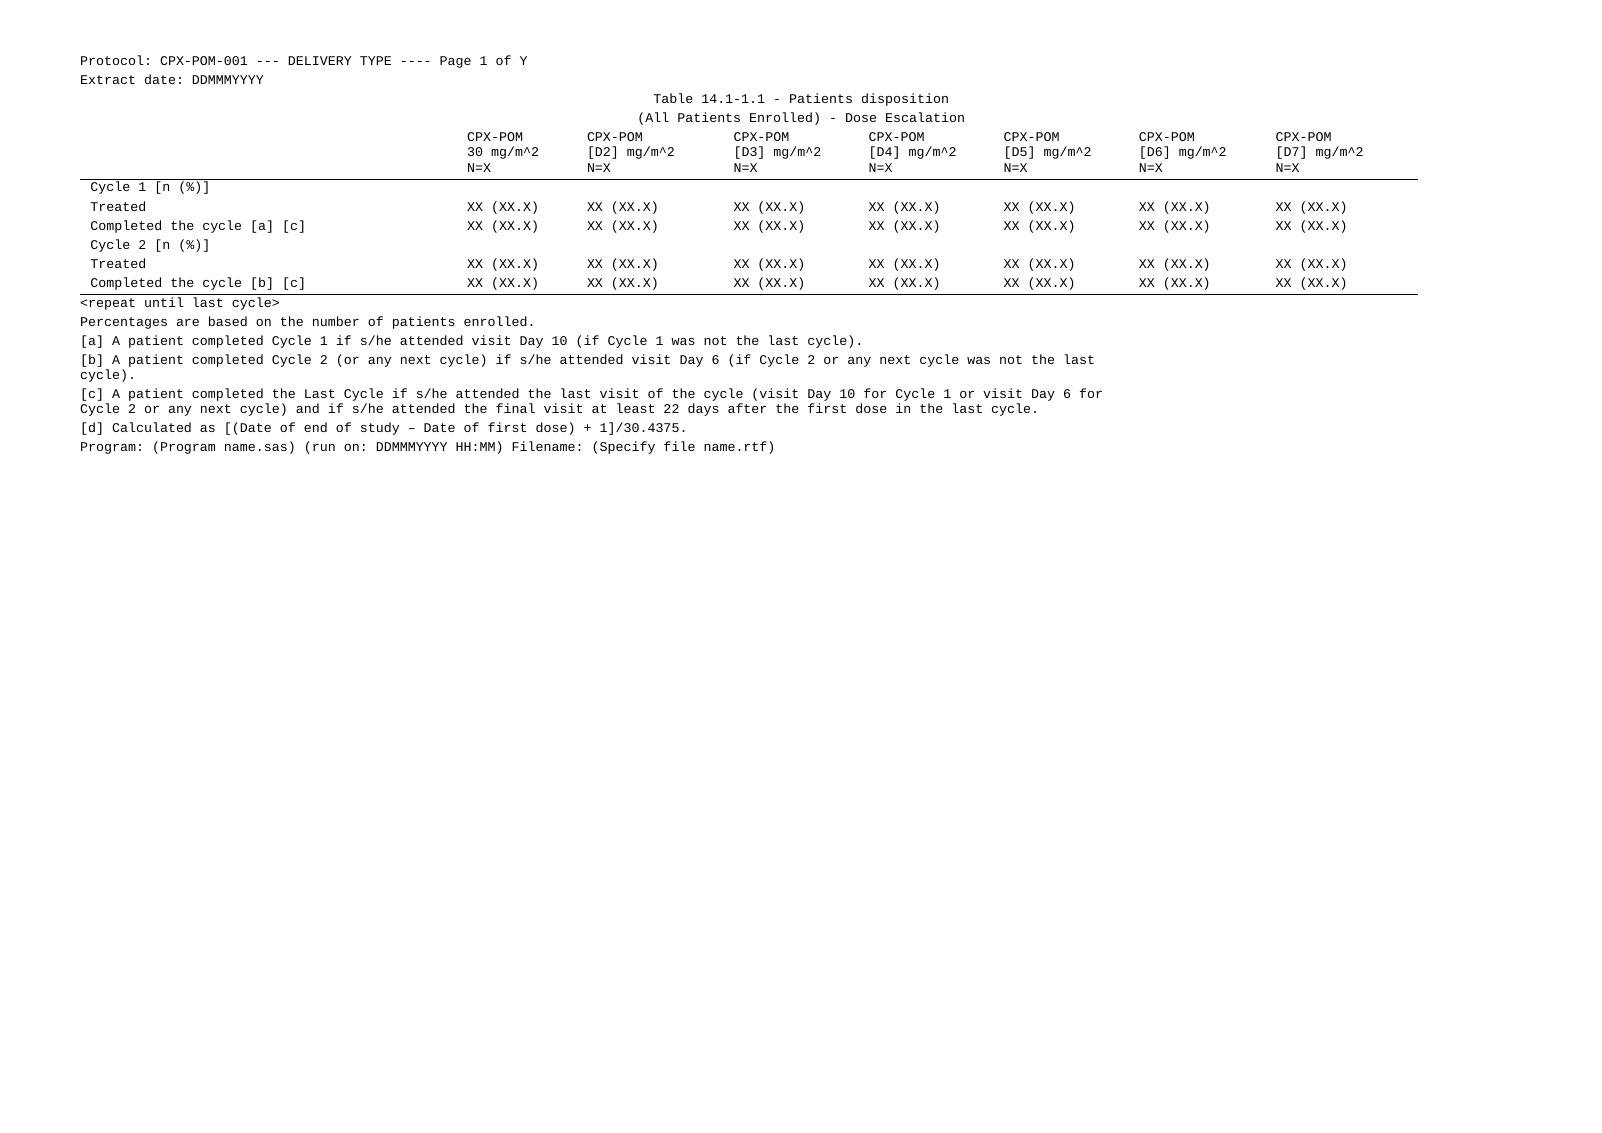 Protocol: CPX-POM-001 --- DELIVERY TYPE ---- Page 1 of Y
Extract date: DDMMMYYYY
Table 14.1-1.1 - Patients disposition
(All Patients Enrolled) - Dose Escalation
CPX-POM CPX-POM CPX-POM CPX-POM CPX-POM CPX-POM CPX-POM
30 mg/m^2 [D2] mg/m^2 [D3] mg/m^2 [D4] mg/m^2 [D5] mg/m^2 [D6] mg/m^2 [D7] mg/m^2
N=X N=X N=X N=X N=X N=X N=X
Cycle 1 [n (%)]
Treated XX (XX.X) XX (XX.X) XX (XX.X) XX (XX.X) XX (XX.X) XX (XX.X) XX (XX.X)
Completed the cycle [a] [c] XX (XX.X) XX (XX.X) XX (XX.X) XX (XX.X) XX (XX.X) XX (XX.X) XX (XX.X)
Cycle 2 [n (%)]
Treated XX (XX.X) XX (XX.X) XX (XX.X) XX (XX.X) XX (XX.X) XX (XX.X) XX (XX.X)
Completed the cycle [b] [c] XX (XX.X) XX (XX.X) XX (XX.X) XX (XX.X) XX (XX.X) XX (XX.X) XX (XX.X)
<repeat until last cycle>
Percentages are based on the number of patients enrolled.
[a] A patient completed Cycle 1 if s/he attended visit Day 10 (if Cycle 1 was not the last cycle).
[b] A patient completed Cycle 2 (or any next cycle) if s/he attended visit Day 6 (if Cycle 2 or any next cycle was not the last
cycle).
[c] A patient completed the Last Cycle if s/he attended the last visit of the cycle (visit Day 10 for Cycle 1 or visit Day 6 for
Cycle 2 or any next cycle) and if s/he attended the final visit at least 22 days after the first dose in the last cycle.
[d] Calculated as [(Date of end of study – Date of first dose) + 1]/30.4375.
Program: (Program name.sas) (run on: DDMMMYYYY HH:MM) Filename: (Specify file name.rtf)